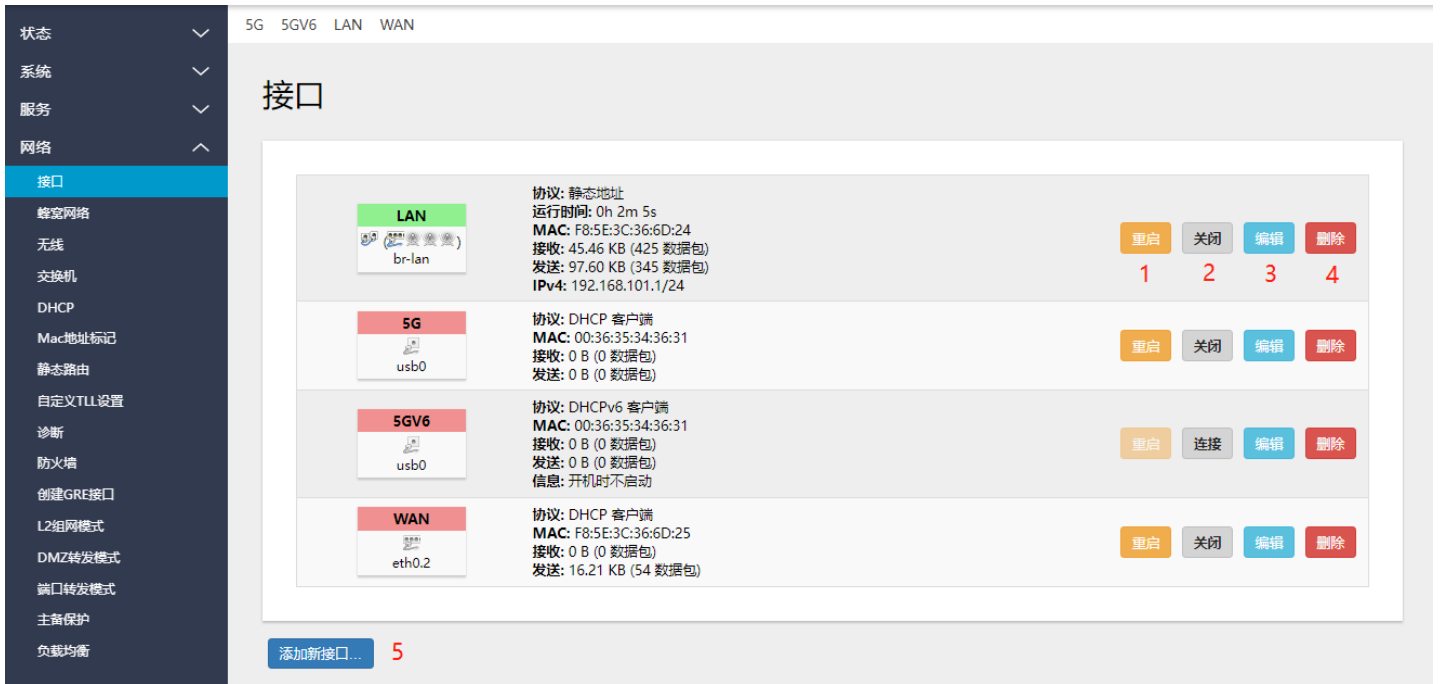 5G 5GV6 LAN WAN
状态
系统
服务
网络
接口
蜂窝网络
无线
交换机
DHCP
Mac地址标记
静态路由
自定义TLL设置
诊断
防火墙
创建GRE接口
L2组网模式
DMZ转发模式
端口转发模式
主备保护
负载均衡
接口
LAN
br-lan
协议: 静态地址
运行时间: 0h 2m 5s
MAC: F8:5E:3C:36:6D:24
接收: 45.46 KB (425 数据包)
发送: 97.60 KB (345 数据包)
IPv4: 192.168.101.1/24
重启 关闭 编辑 删除
1 2 3 4
5G
usb0
协议: DHCP 客户端
MAC: 00:36:35:34:36:31
接收: 0 B (0 数据包)
发送: 0 B (0 数据包)
重启 关闭 编辑 删除
5GV6
usb0
协议: DHCPv6 客户端
MAC: 00:36:35:34:36:31
接收: 0 B (0 数据包)
发送: 0 B (0 数据包)
信息: 开机时不启动
重启 连接 编辑 删除
WAN
eth0.2
协议: DHCP 客户端
MAC: F8:5E:3C:36:6D:25
接收: 0 B (0 数据包)
发送: 16.21 KB (54 数据包)
重启 关闭 编辑 删除
添加新接口... 5